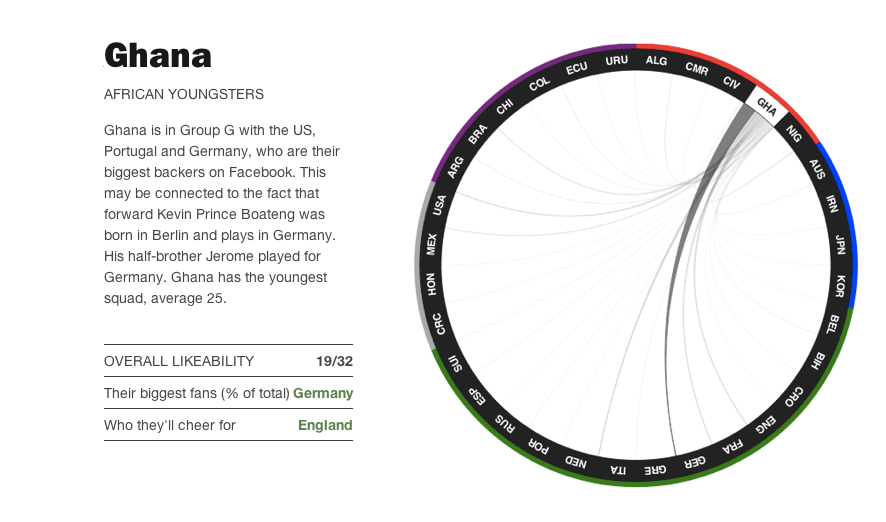 Ghana
AFRICAN YOUNGSTERS
Ghana is in Group G with the US,
Portugal and Germany, who are their
biggest backers on Facebook. This
may be connected to the fact that
forward Kevin Prince Boateng was
born in Berlin and plays in Germany.
His half-brother Jerome played for
Germany. Ghana has the youngest
squad, average 25.
OVERALL LIKEABILITY 19/32
Their biggest fans (% of total) Germany
Who they'll cheer for England
URU
ALG
CMR
CIV
GHA
NIG
AUS
IRN
JPN
KOR
BEL
BIH
CRO
ENG
FRA
GER
GRE
ITA
NED
POR
RUS
ESP
SUI
CRC
HON
MEX
USA
ARG
BRA
CHI
COL
ECU